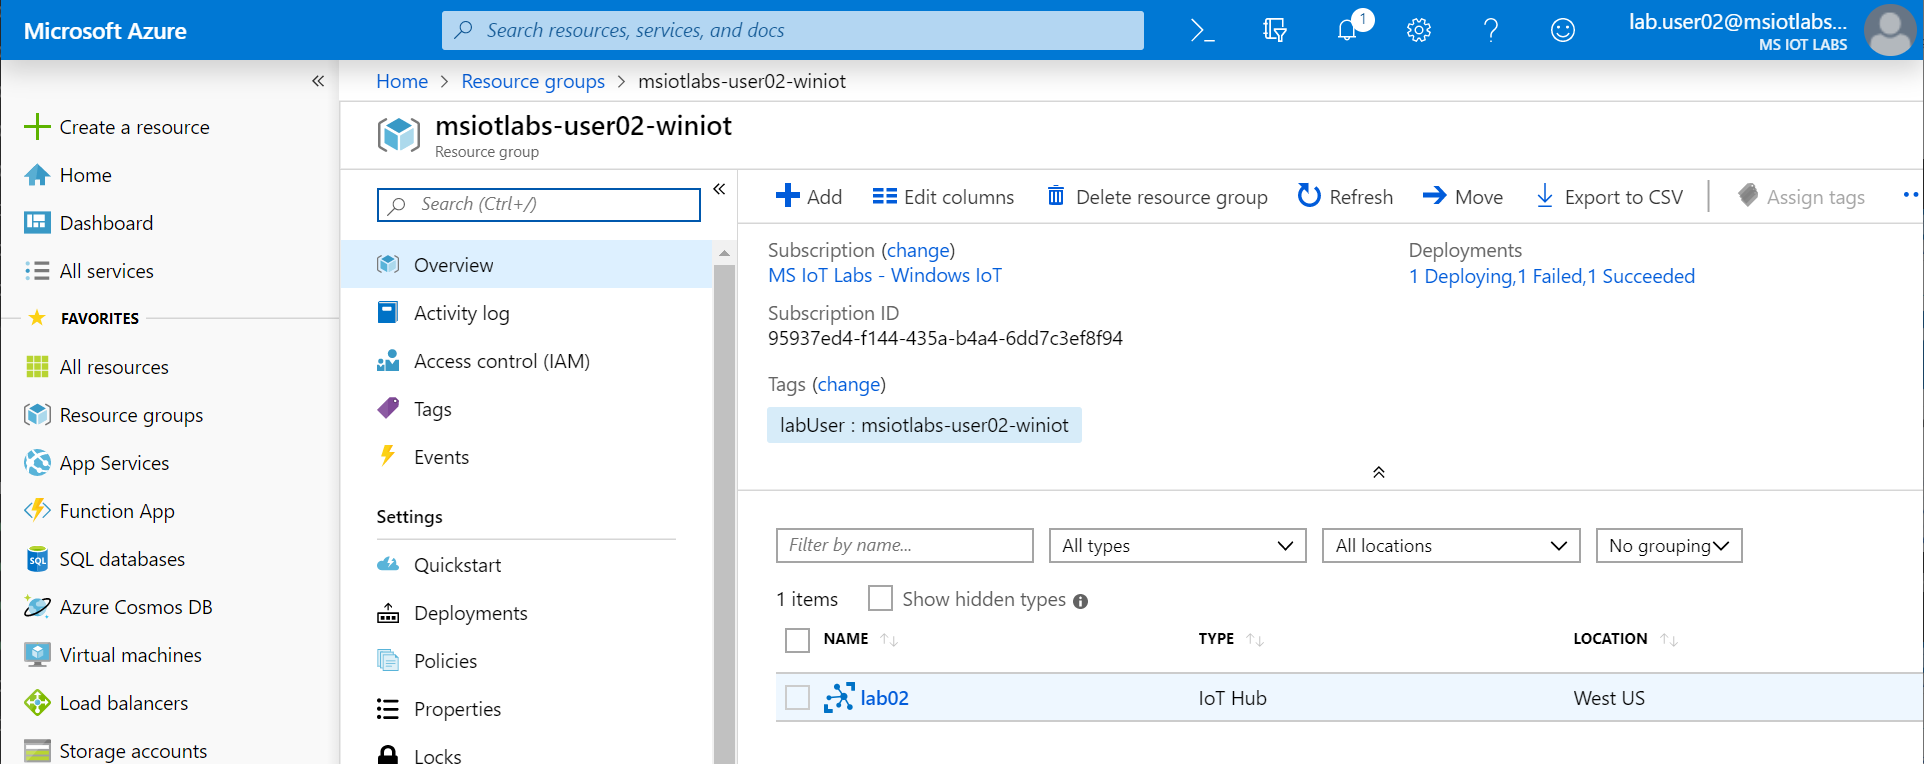 Microsoft Azure
Search resources, services, and docs
1
lab.user02@msiotlabs...
MS IOT LABS
Home > Resource groups > msiotlabs-user02-winiot
msiotlabs-user02-winiot
Resource group
Create a resource
Home
Dashboard
All services
FAVORITES
All resources
Resource groups
App Services
Function App
SQL databases
Azure Cosmos DB
Virtual machines
Load balancers
Storage accounts
Search (Ctrl+/)
Overview
Activity log
Access control (IAM)
Tags
Events
Settings
Quickstart
Deployments
Policies
Properties
Locks
Add Edit columns Delete resource group Refresh Move Export to CSV Assign tags
Subscription (change)
MS IoT Labs - Windows IoT
Subscription ID
95937ed4-f144-435a-b4a4-6dd7c3ef8f94
Tags (change)
labUser : msiotlabs-user02-winiot
Deployments
1 Deploying,1 Failed,1 Succeeded
Filter by name... All types All locations No grouping
1 items Show hidden types
NAME TYPE LOCATION
lab02 IoT Hub West US